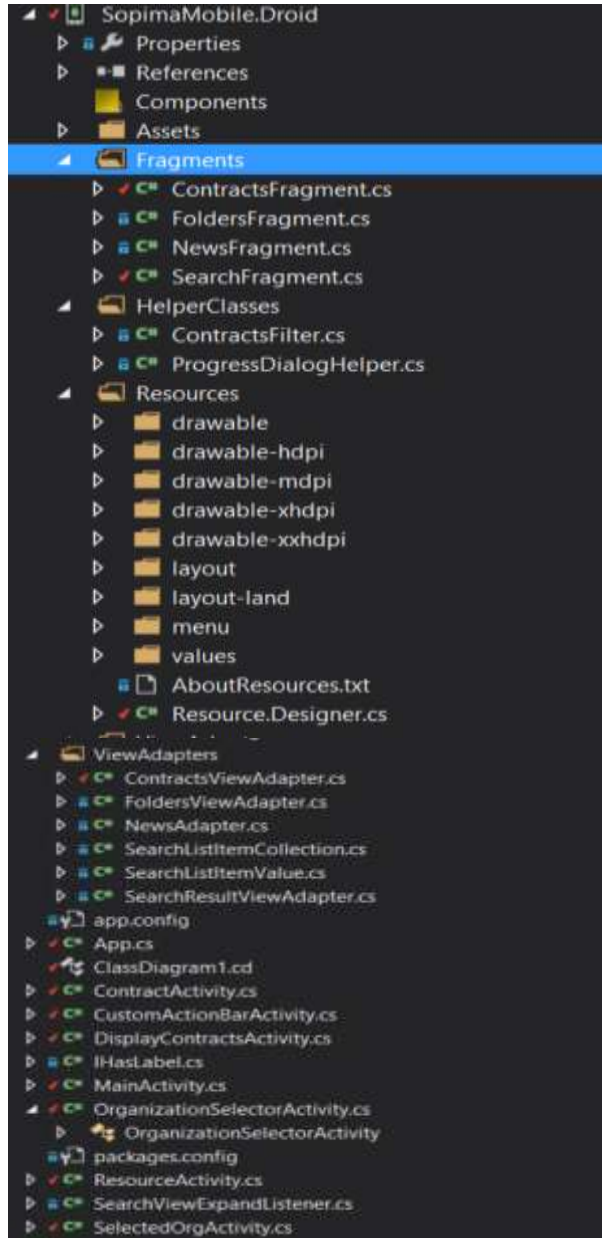 SopimaMobile.Droid
Properties
References
Components
Assets
Fragments
ContractsFragment.cs
FoldersFragment.cs
NewsFragment.cs
SearchFragment.cs
HelperClasses
ContractsFilter.cs
ProgressDialogHelper.cs
Resources
drawable
drawable-hdpi
drawable-mdpi
drawable-xhdpi
drawable-xxhdpi
layout
layout-land
menu
values
AboutResources.txt
Resource.Designer.cs
ViewAdapters
ContractsViewAdapter.cs
FoldersViewAdapter.cs
NewsAdapter.cs
SearchListItemCollection.cs
SearchListItemValue.cs
SearchResultViewAdapter.cs
app.config
App.cs
ClassDiagram1.cd
ContractActivity.cs
CustomActionBarActivity.cs
DisplayContractsActivity.cs
IHasLabel.cs
MainActivity.cs
OrganizationSelectorActivity.cs
OrganizationSelectorActivity
packages.config
ResourceActivity.cs
SearchViewExpandListener.cs
SelectedOrgActivity.cs